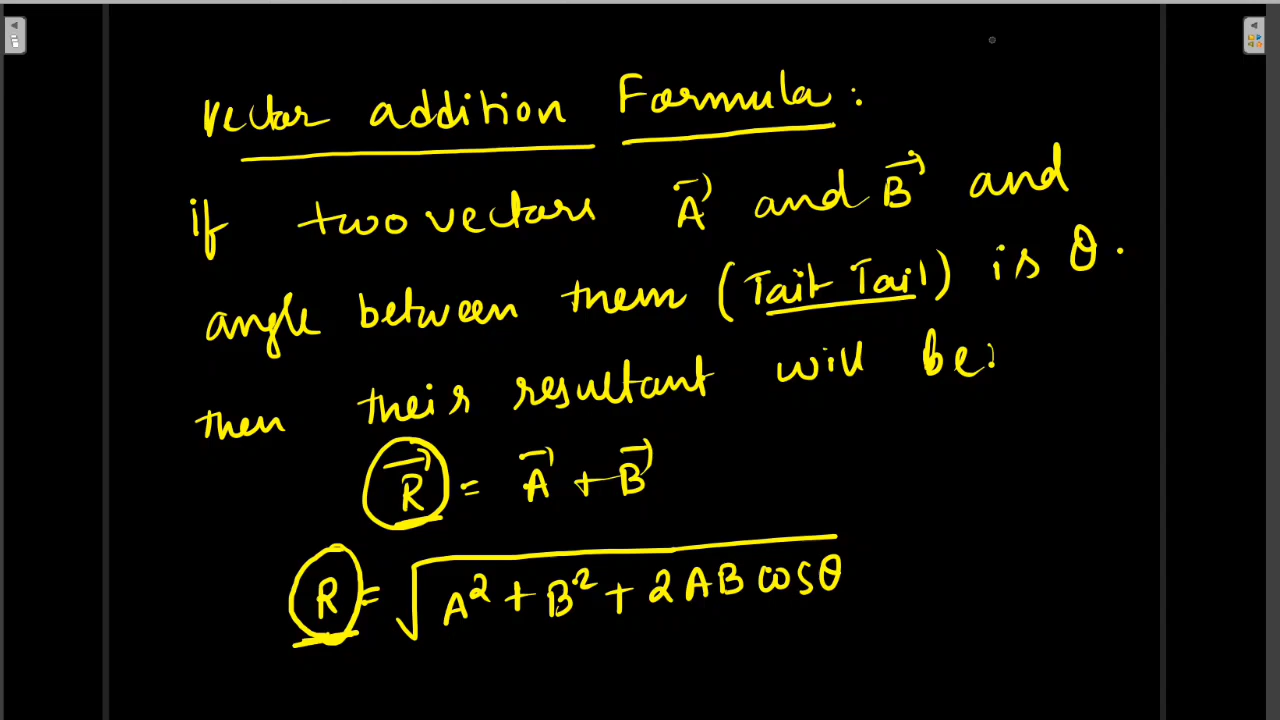 Vector addition Formula:
if two vectors A⃗ and B⃗ and
angle between them (Tail-Tail) is θ.
then their resultant will be:
R⃗ = A⃗ + B⃗
R = √(A² + B² + 2AB cosθ)